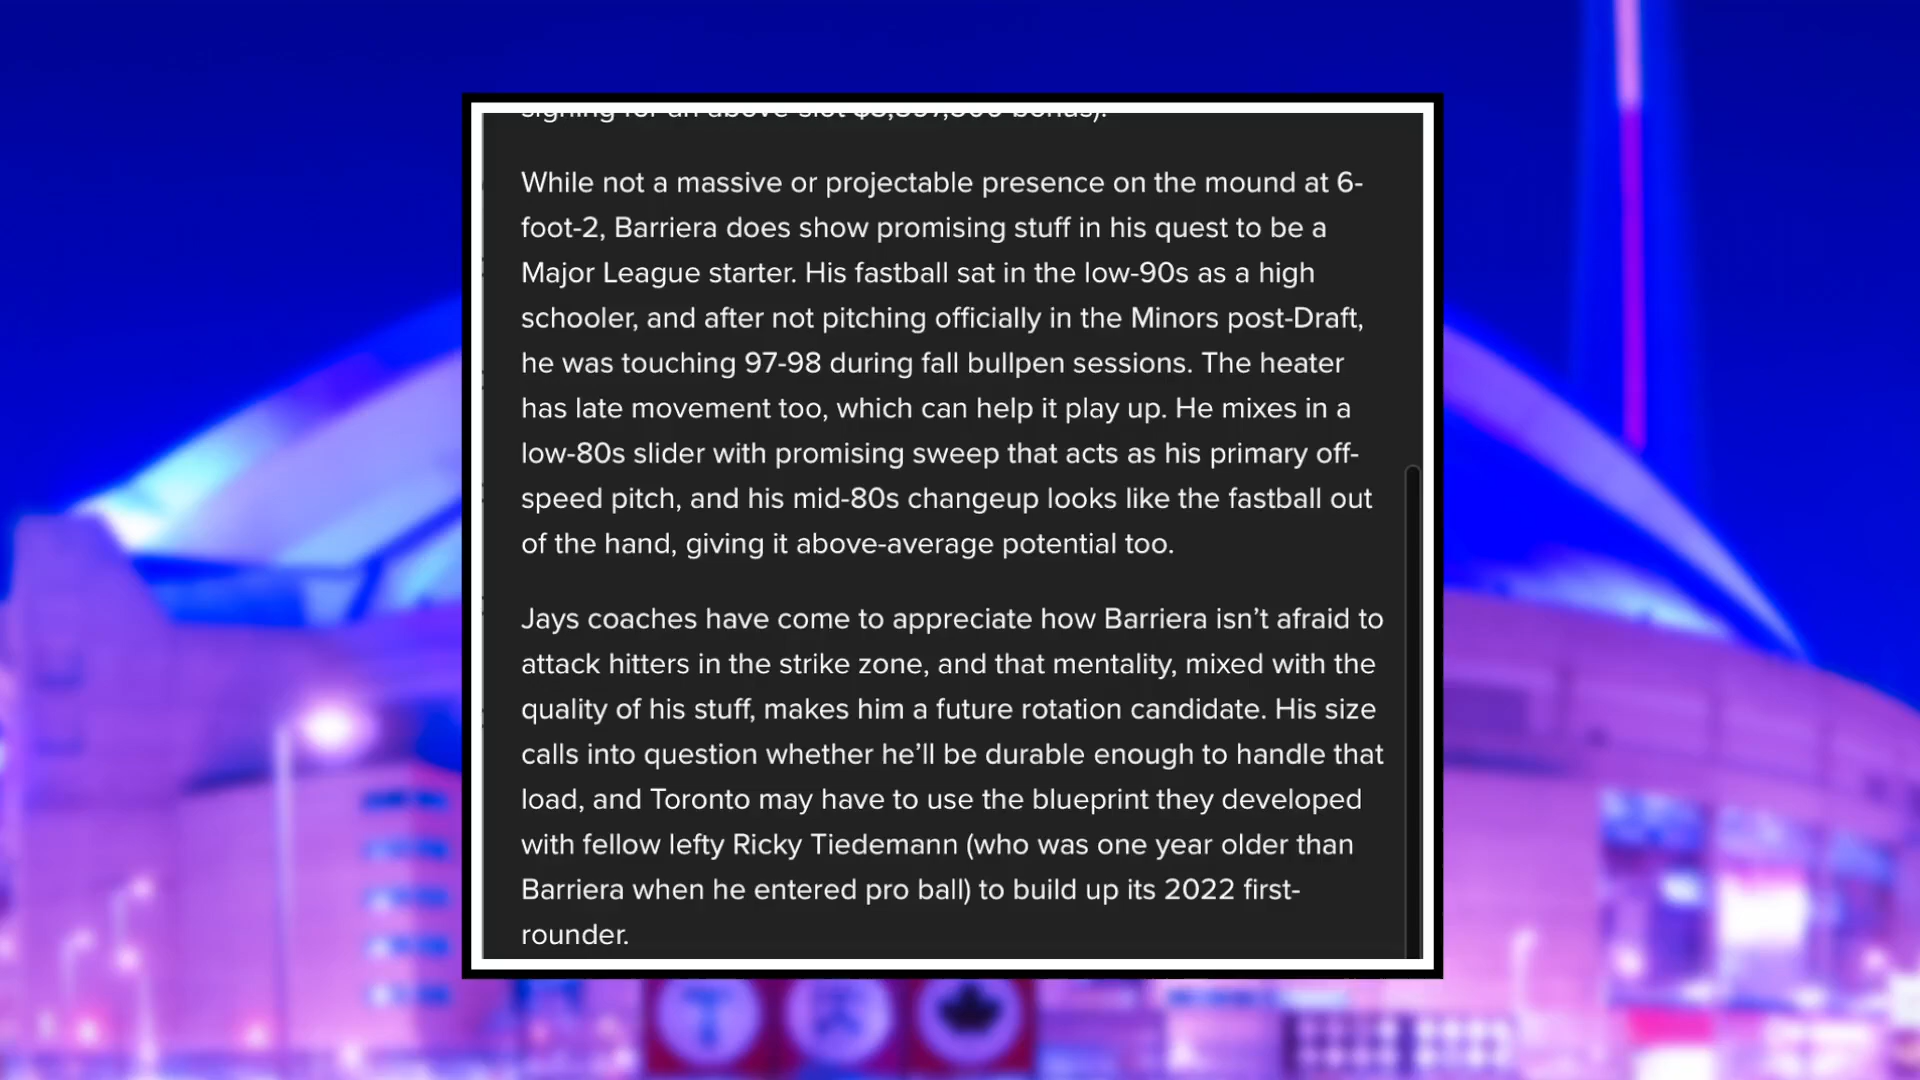 signing for an above-slot bonus).
While not a massive or projectable presence on the mound at 6-
foot-2, Barriera does show promising stuff in his quest to be a
Major League starter. His fastball sat in the low-90s as a high
schooler, and after not pitching officially in the Minors post-Draft,
he was touching 97-98 during fall bullpen sessions. The heater
has late movement too, which can help it play up. He mixes in a
low-80s slider with promising sweep that acts as his primary off-
speed pitch, and his mid-80s changeup looks like the fastball out
of the hand, giving it above-average potential too.
Jays coaches have come to appreciate how Barriera isn’t afraid to
attack hitters in the strike zone, and that mentality, mixed with the
quality of his stuff, makes him a future rotation candidate. His size
calls into question whether he’ll be durable enough to handle that
load, and Toronto may have to use the blueprint they developed
with fellow lefty Ricky Tiedemann (who was one year older than
Barriera when he entered pro ball) to build up its 2022 first-
rounder.